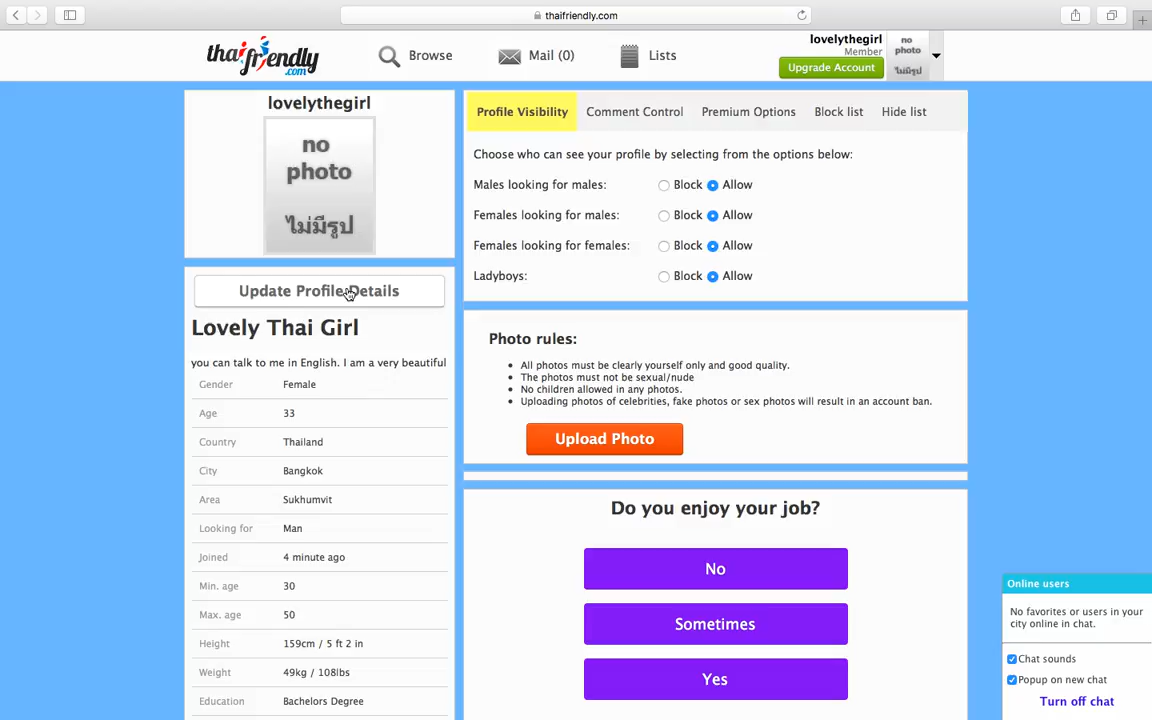 thaifriendly.com
thaifriendly
.com
Browse
Mail (0)
Lists
lovelythegirl
Member
Upgrade Account
no
photo
ไม่มีรูป
lovelythegirl
no
photo
ไม่มีรูป
Update Profile Details
Lovely Thai Girl
you can talk to me in English. I am a very beautiful
Gender Female
Age 33
Country Thailand
City Bangkok
Area Sukhumvit
Looking for Man
Joined 4 minute ago
Min. age 30
Max. age 50
Height 159cm / 5 ft 2 in
Weight 49kg / 108lbs
Education Bachelors Degree
Profile Visibility Comment Control Premium Options Block list Hide list
Choose who can see your profile by selecting from the options below:
Males looking for males: Block Allow
Females looking for males: Block Allow
Females looking for females: Block Allow
Ladyboys: Block Allow
Photo rules:
• All photos must be clearly yourself only and good quality.
• The photos must not be sexual/nude
• No children allowed in any photos.
• Uploading photos of celebrities, fake photos or sex photos will result in an account ban.
Upload Photo
Do you enjoy your job?
No
Sometimes
Yes
Online users
No favorites or users in your
city online in chat.
Chat sounds
Popup on new chat
Turn off chat